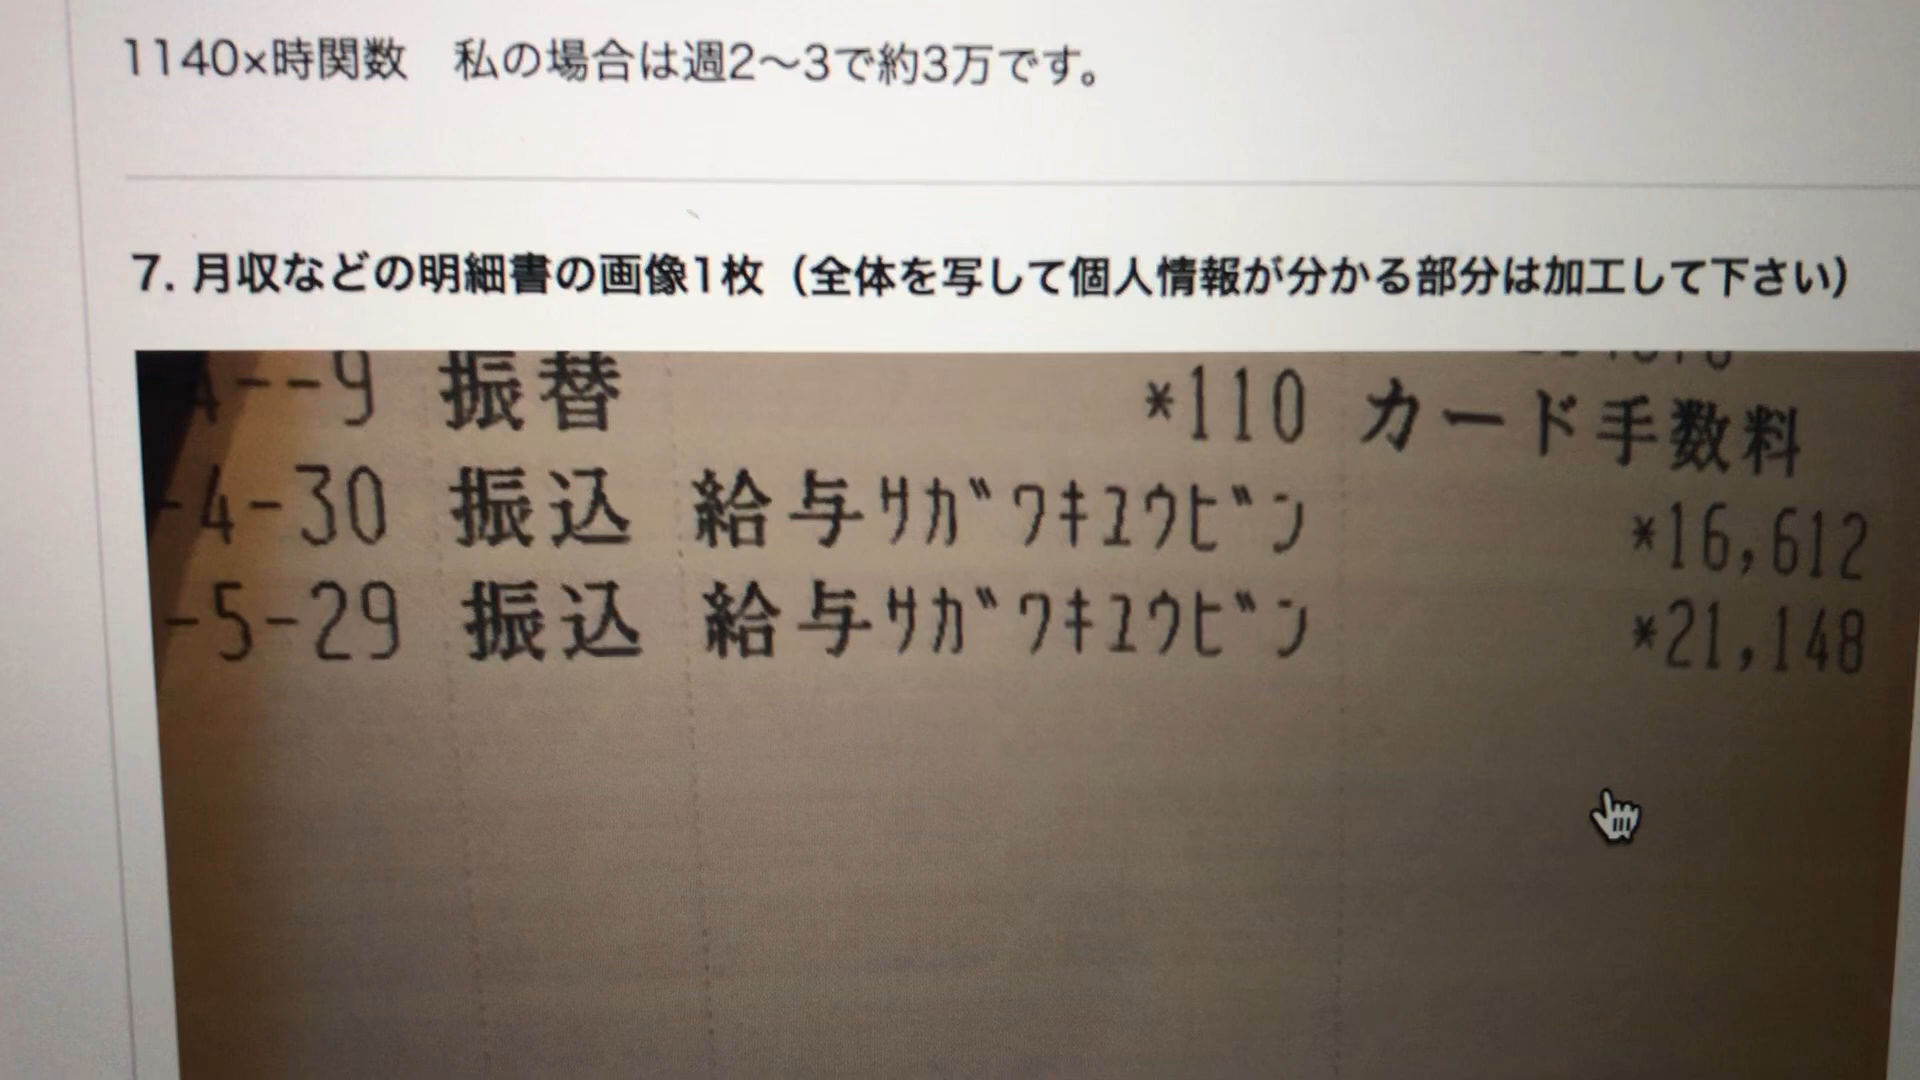 1140×時関数　私の場合は週2〜3で約3万です。
7. 月収などの明細書の画像1枚（全体を写して個人情報が分かる部分は加工して下さい）
4--9 振替 *110 カード手数料
-4-30 振込 給与ｻｶﾞﾜｷﾕｳﾋﾞﾝ *16,612
-5-29 振込 給与ｻｶﾞﾜｷﾕｳﾋﾞﾝ *21,148